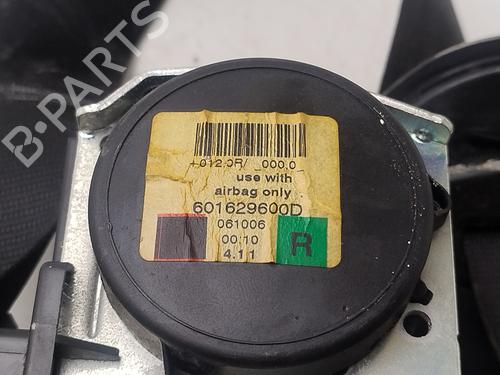 B-PARTS
+012.0R/ _000.0
use with
airbag only
601629600D
061006
00.10
4.11
R